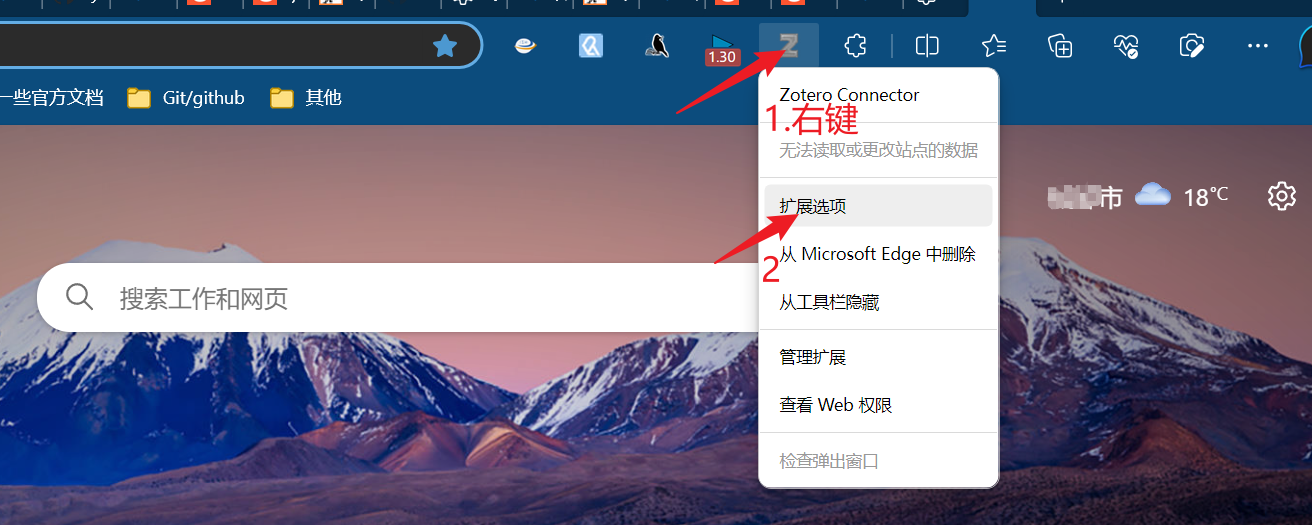 1.30
Z
一些官方文档
Git/github
其他
Zotero Connector
1.右键
无法读取或更改站点的数据
市
18°C
扩展选项
2
从 Microsoft Edge 中删除
搜索工作和网页
从工具栏隐藏
管理扩展
查看 Web 权限
检查弹出窗口